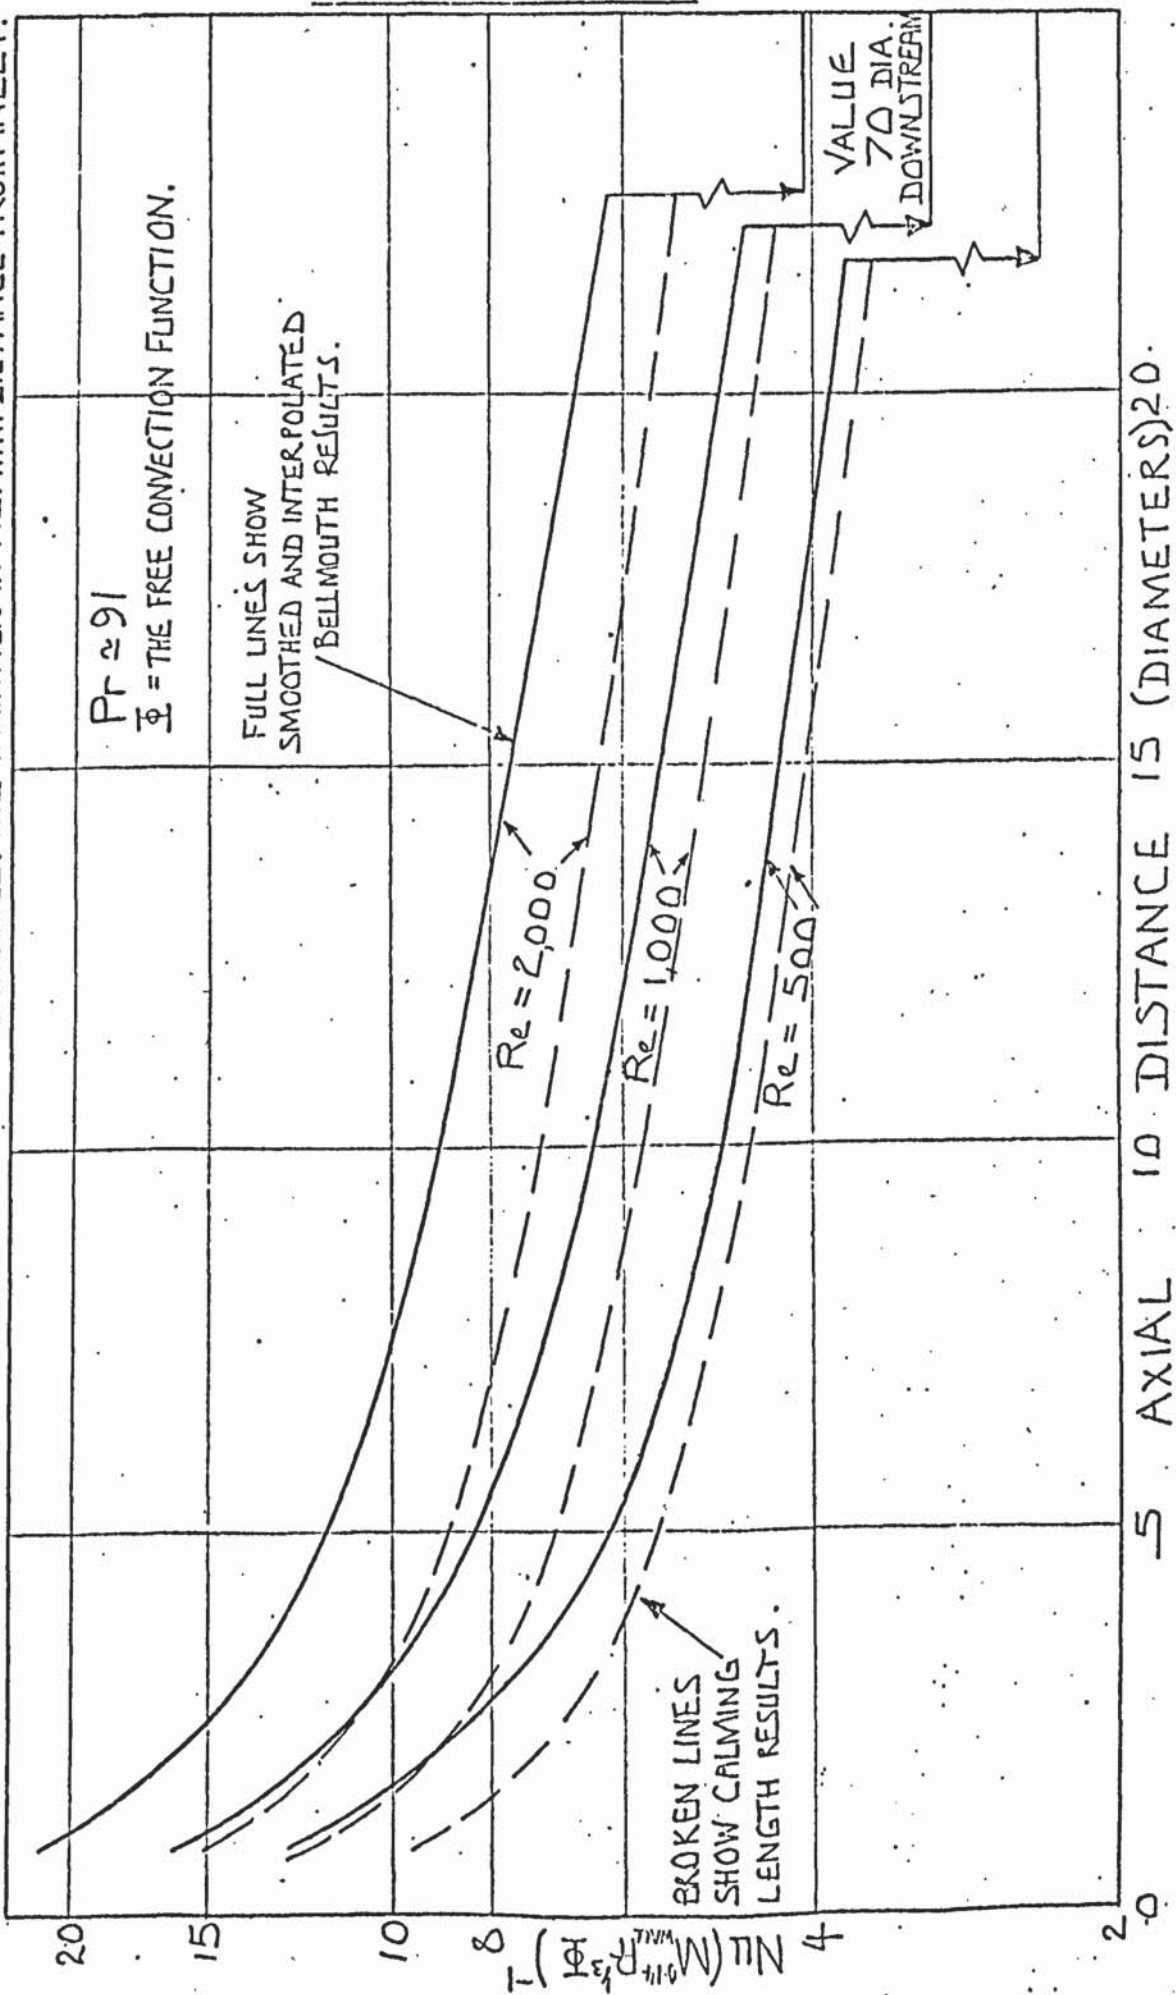 Pr ≃ 91
Φ = THE FREE CONVECTION FUNCTION.
FULL LINES SHOW
SMOOTHED AND INTERPOLATED
BELLMOUTH RESULTS.
VALUE
70 DIA.
DOWNSTREAM
Re = 2,000
Re = 1,000
Re = 500
BROKEN LINES
SHOW CALMING
LENGTH RESULTS.
20
15
10
8
4
2
0 5 AXIAL 10 DISTANCE 15 (DIAMETERS) 20.